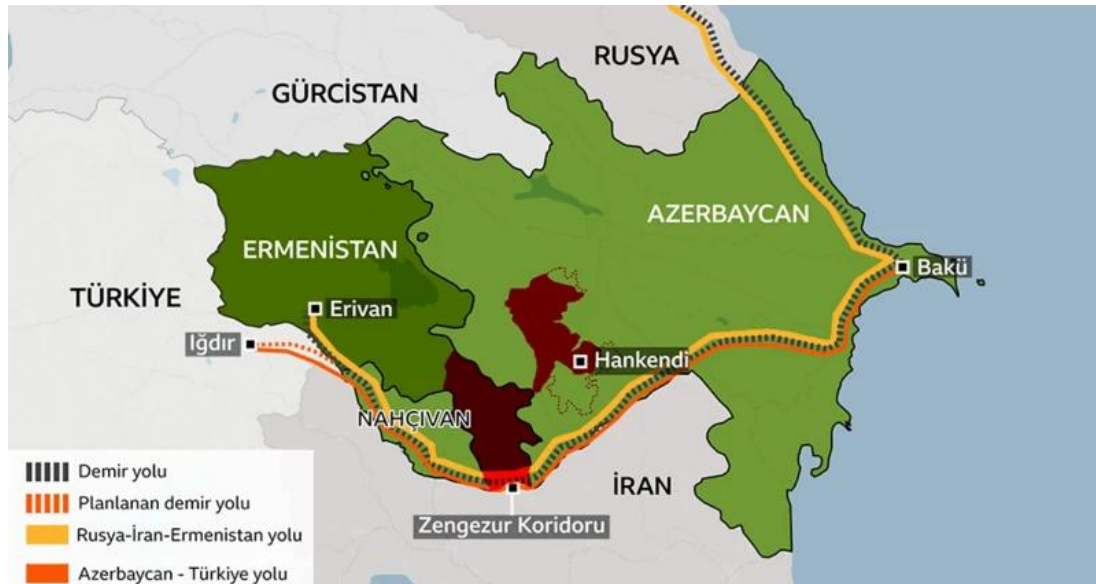 RUSYA
GÜRCİSTAN
AZERBAYCAN
ERMENİSTAN
Bakü
TÜRKİYE
Erivan
Iğdır
Hankendi
NAHÇIVAN
İRAN
Zengezur Koridoru
Demir yolu
Planlanan demir yolu
Rusya-İran-Ermenistan yolu
Azerbaycan - Türkiye yolu